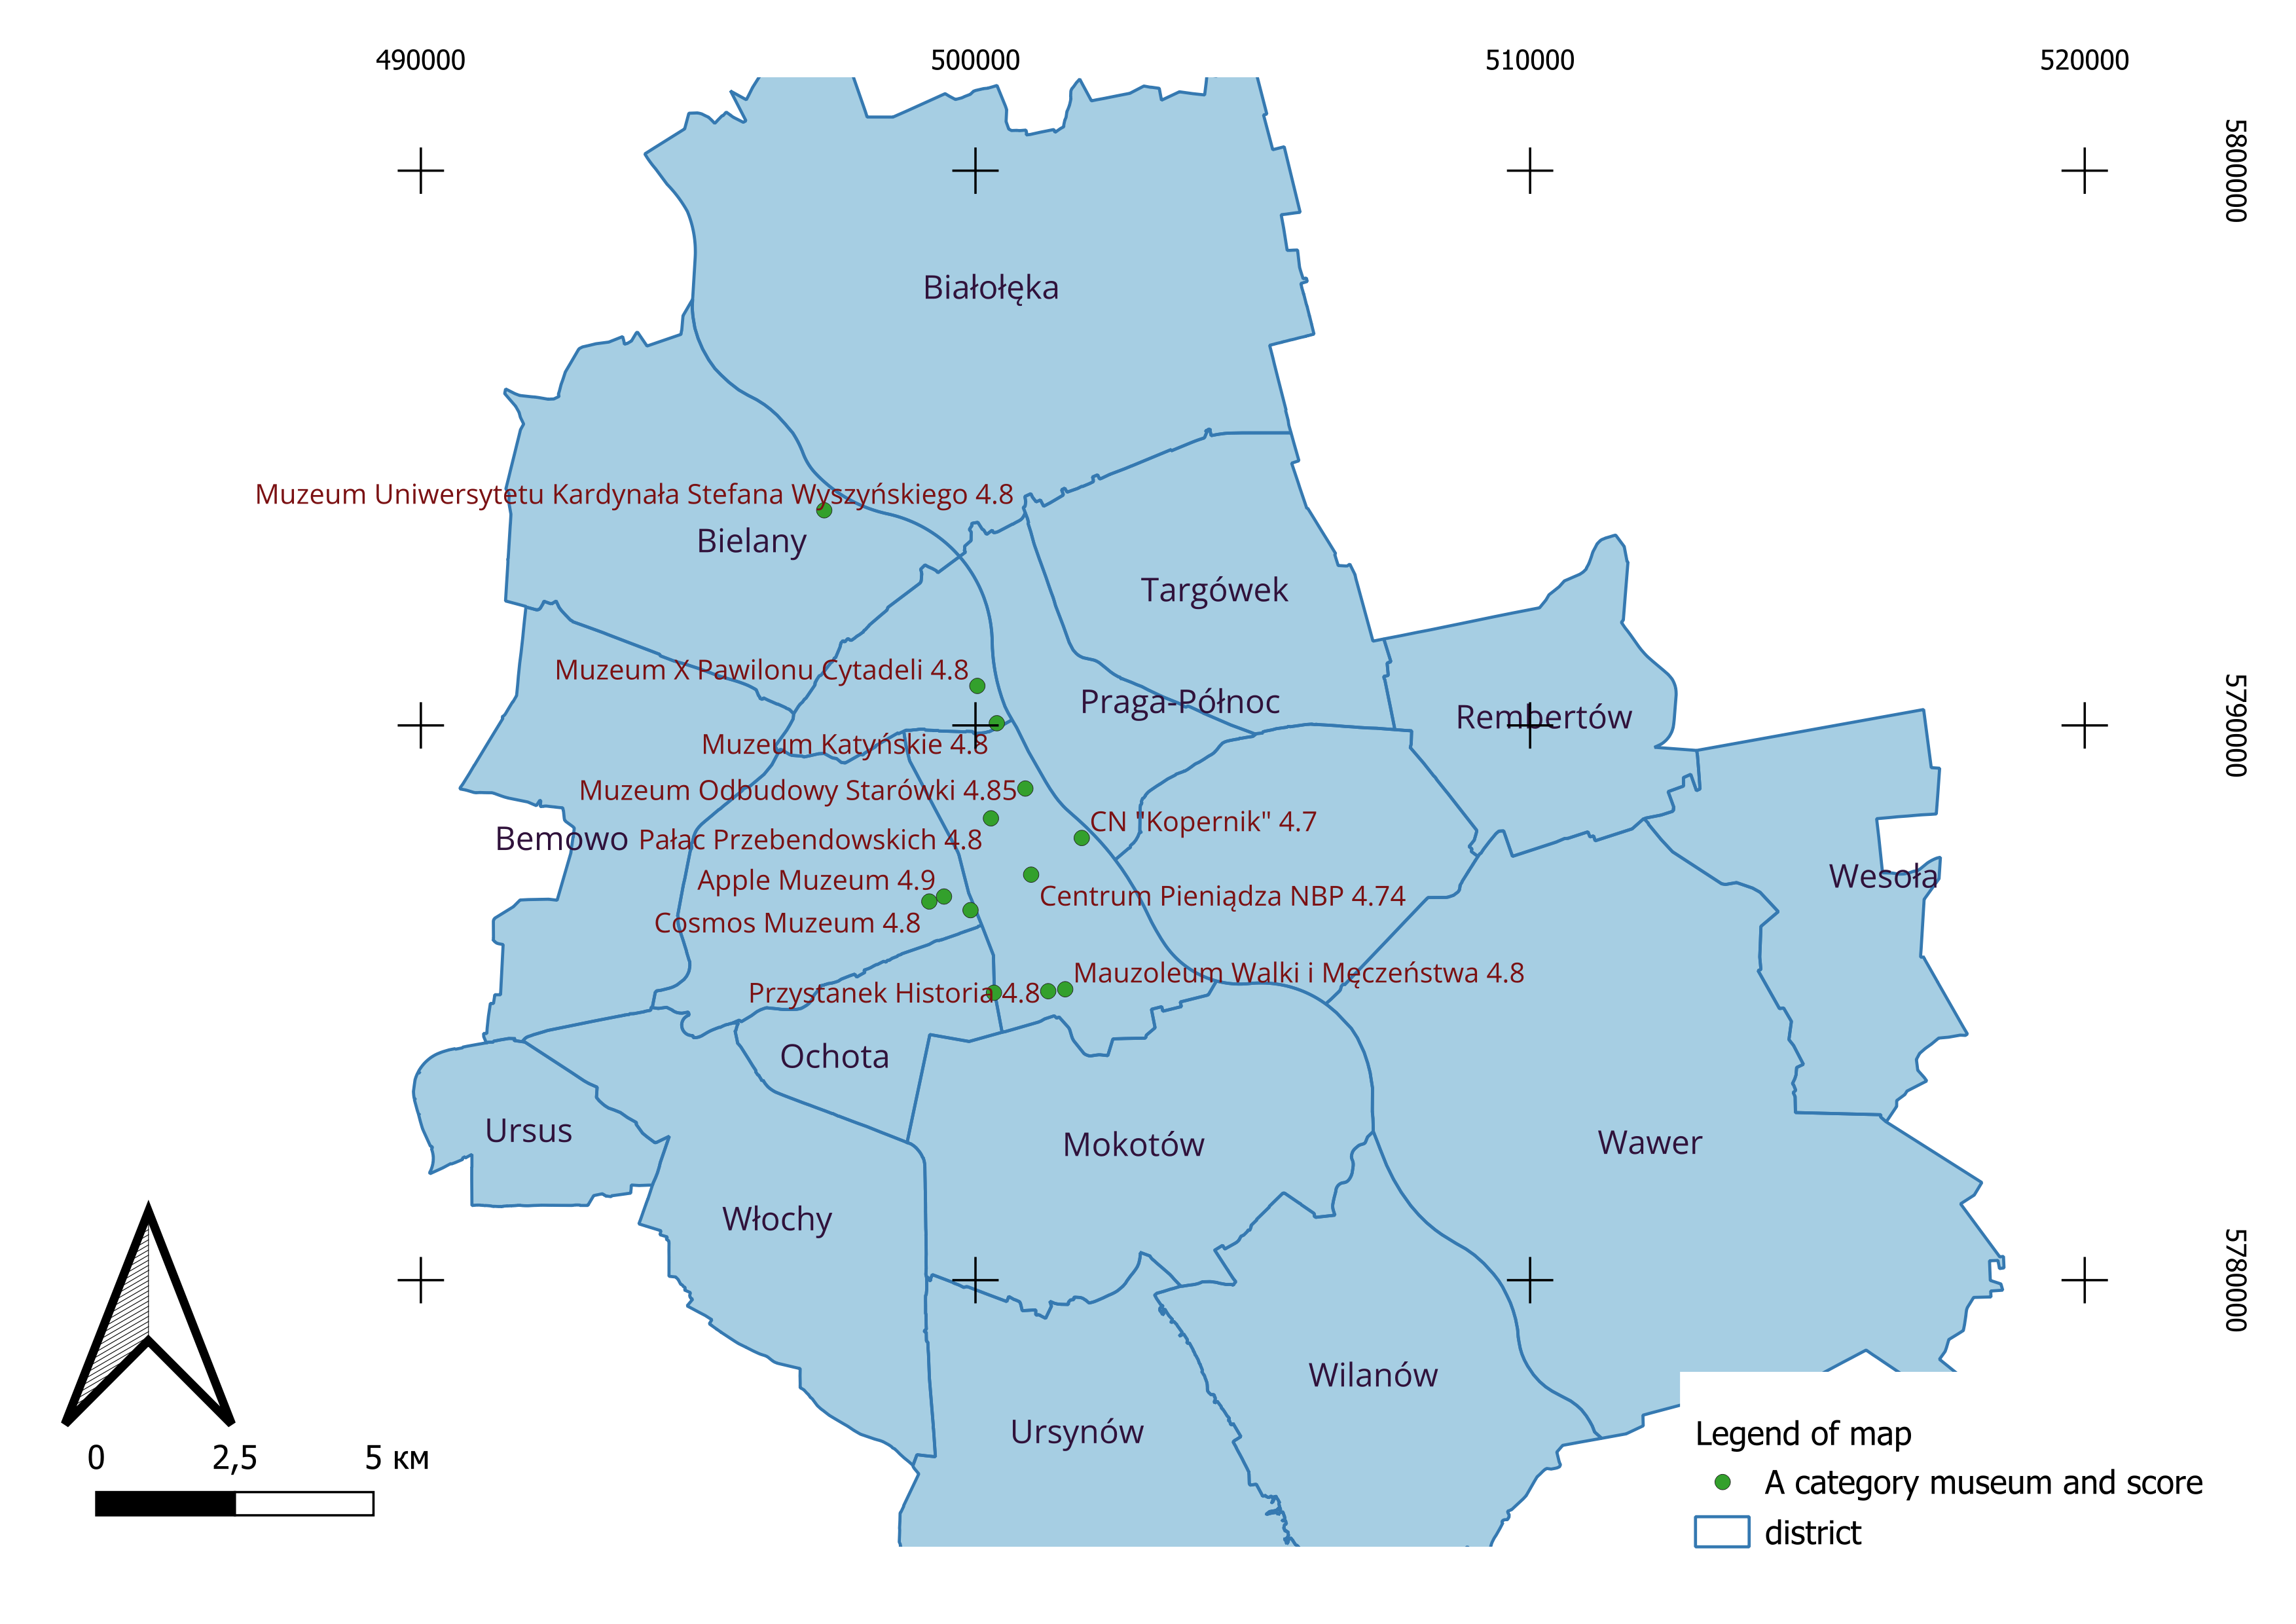 490000
500000
510000
520000
5800000
Białołęka
Muzeum Uniwersytetu Kardynała Stefana Wyszyńskiego 4.8
Bielany
Targówek
Muzeum X Pawilonu Cytadeli 4.8
Praga-Północ
Rembertów
5790000
Muzeum Katyńskie 4.8
Muzeum Odbudowy Starówki 4.85
CN "Kopernik" 4.7
Bemowo
Pałac Przebendowskich 4.8
Wesoła
Apple Muzeum 4.9
Centrum Pieniądza NBP 4.74
Cosmos Muzeum 4.8
Mauzoleum Walki i Męczeństwa 4.8
Przystanek Historia 4.8
Ochota
Ursus
Mokotów
Wawer
Włochy
5780000
Wilanów
Ursynów
0 2,5 5 км
Legend of map
A category museum and score
district